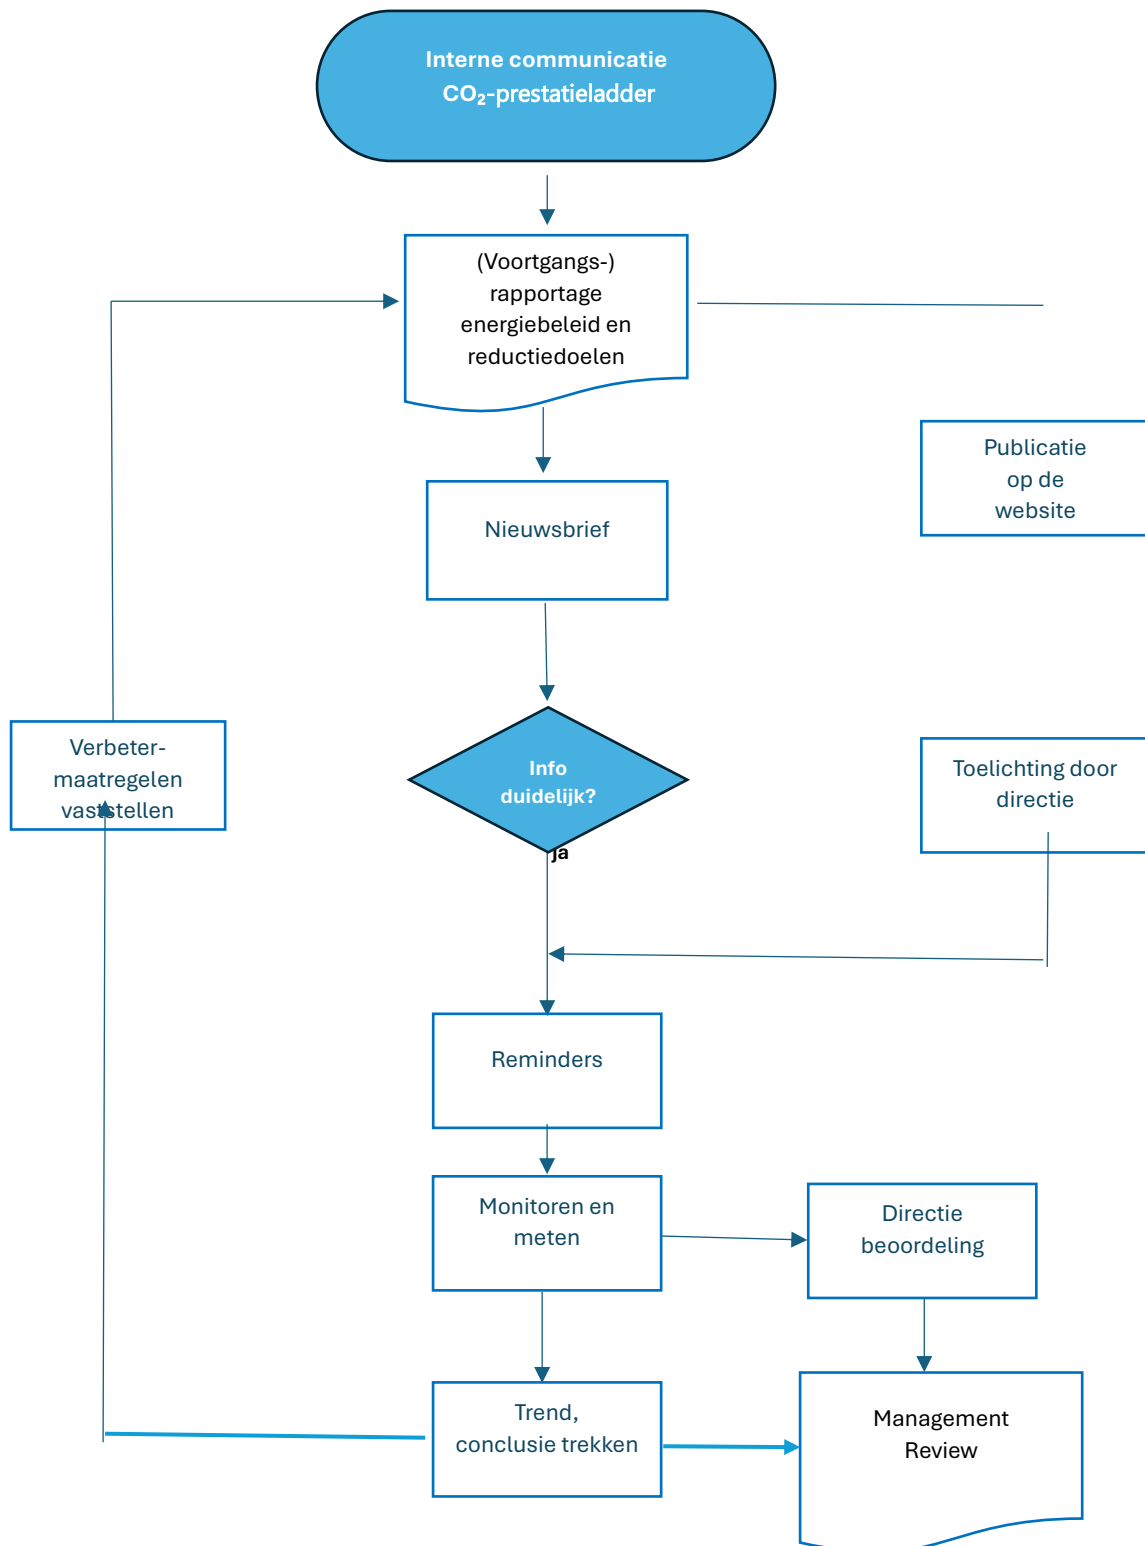 Interne communicatie
CO₂-prestatieladder
(Voortgangs-)
rapportage
energiebeleid en
reductiedoelen
Publicatie
op de
website
Nieuwsbrief
Verbeter-
maatregelen
vaststellen
Info
duidelijk?
Toelichting door
directie
ja
Reminders
Monitoren en
meten
Directie
beoordeling
Trend,
conclusie trekken
Management
Review